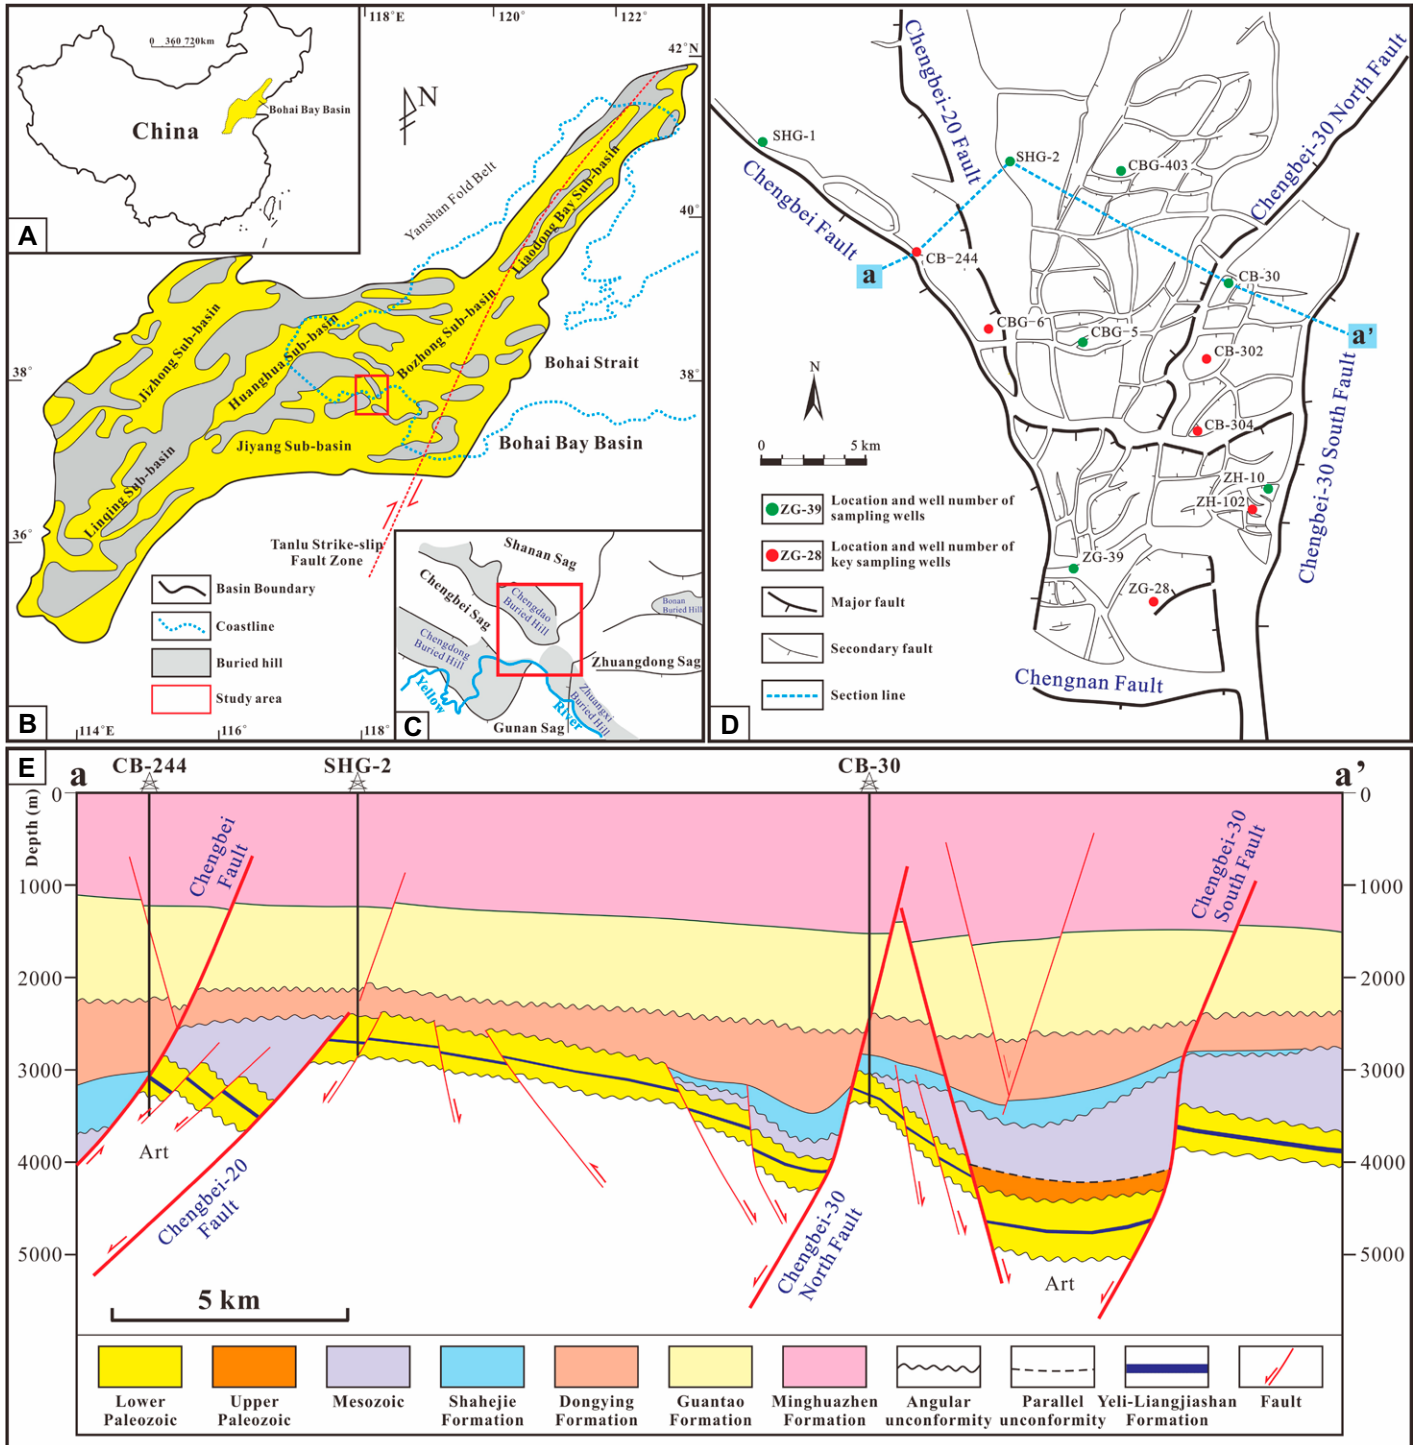 0 360 720km
Bohai Bay Basin
China
A
118°E
120°
122°
42°N
N
Yanshan Fold Belt
Liaodong Bay Sub-basin
40°
Jizhong Sub-basin
Huanghua Sub-basin
Bozhong Sub-basin
Bohai Strait
38°
38°
Jiyang Sub-basin
Bohai Bay Basin
Linqing Sub-basin
36°
Tanlu Strike-slip
Fault Zone
Basin Boundary
Coastline
Buried hill
Study area
B
114°E
116°
118°
Shanan Sag
Chengbei Sag
Chengdao
Buried Hill
Bonan
Buried Hill
Chengdong
Buried Hill
Zhuangdong Sag
Yellow
River
Zhuangxi
Buried Hill
Gunan Sag
C
Chengbei-20 Fault
Chengbei-30 North Fault
SHG-1
SHG-2
CBG-403
Chengbei Fault
a
CB-244
CB-30
CBG-6
CBG-5
a’
CB-302
N
CB-304
0
5 km
Chengbei-30 South Fault
ZH-10
ZH-102
ZG-39
Location and well number of
sampling wells
ZG-28
Location and well number of
key sampling wells
ZG-39
ZG-28
Major fault
Secondary fault
Chengnan Fault
Section line
D
E
a
CB-244
SHG-2
CB-30
a’
Depth (m)
0
0
1000
1000
2000
2000
3000
3000
4000
4000
5000
5000
Chengbei
Fault
Chengbei-30
South Fault
Art
Chengbei-20
Fault
Chengbei-30
North Fault
Art
5 km
Lower
Paleozoic
Upper
Paleozoic
Mesozoic
Shahejie
Formation
Dongying
Formation
Guantao
Formation
Minghuazhen
Formation
Angular
unconformity
Parallel
unconformity
Yeli-Liangjiashan
Formation
Fault